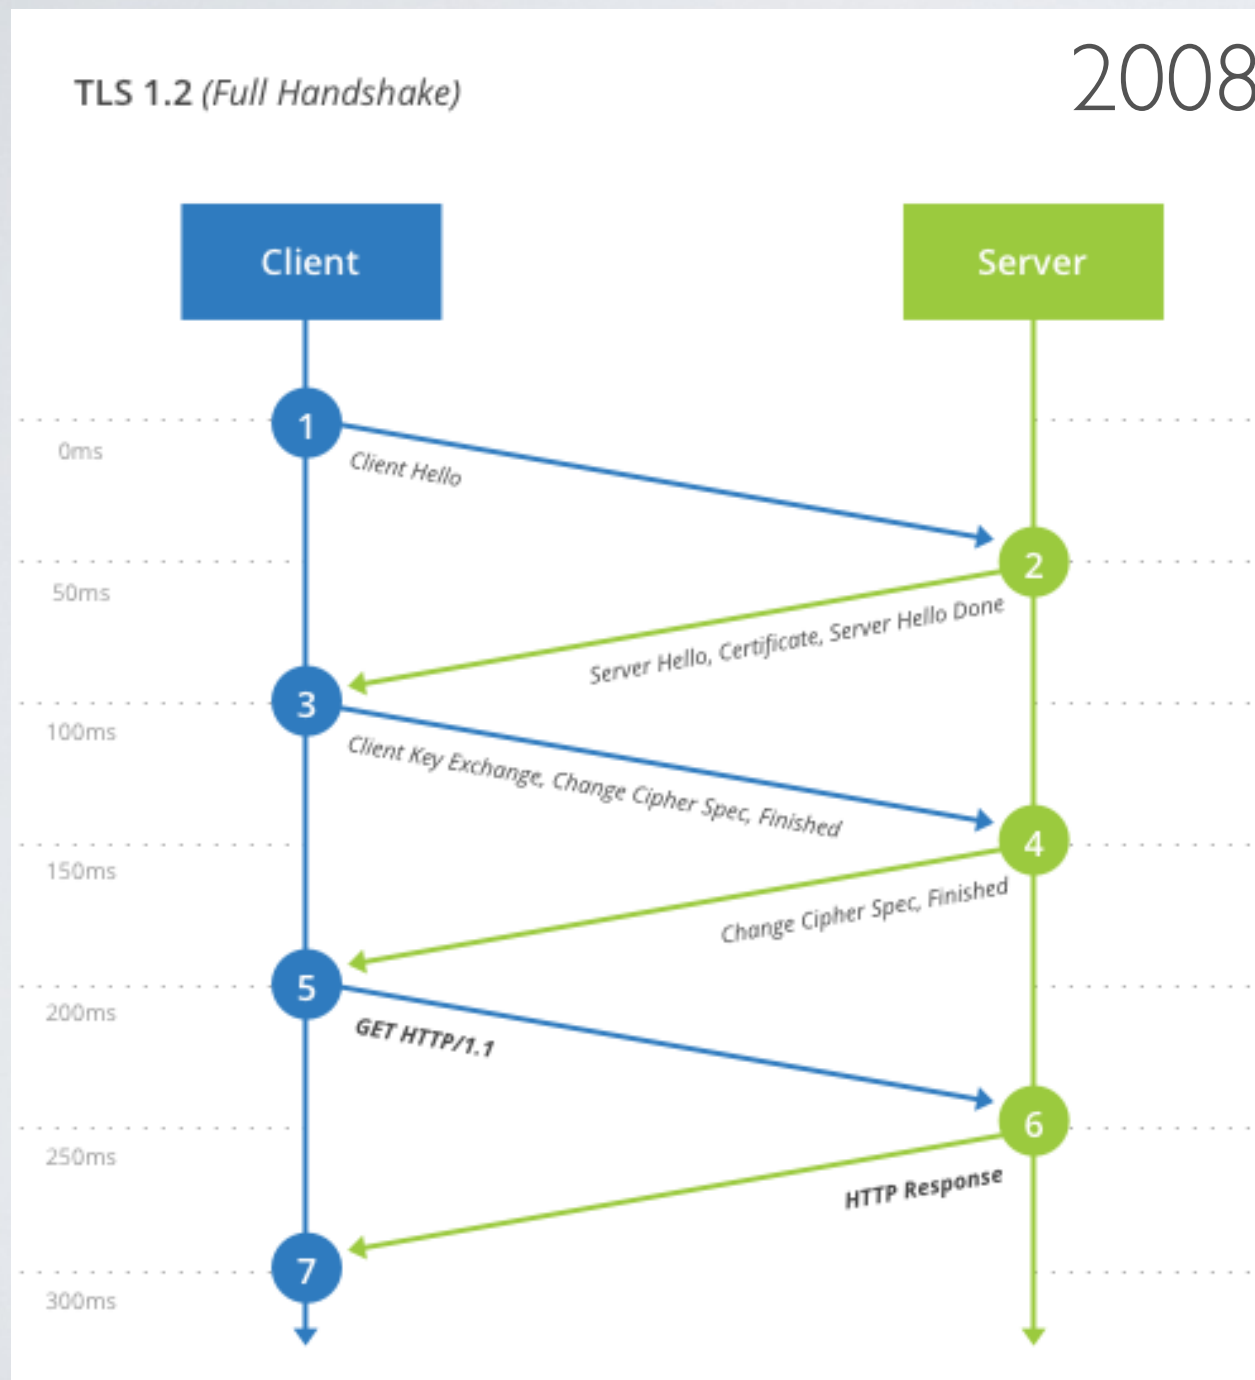 TLS 1.2 (Full Handshake)
2008
Client
Server
1
0ms
Client Hello
2
50ms
Server Hello, Certificate, Server Hello Done
3
100ms
Client Key Exchange, Change Cipher Spec, Finished
4
150ms
Change Cipher Spec, Finished
5
200ms
GET HTTP/1.1
6
250ms
HTTP Response
7
300ms